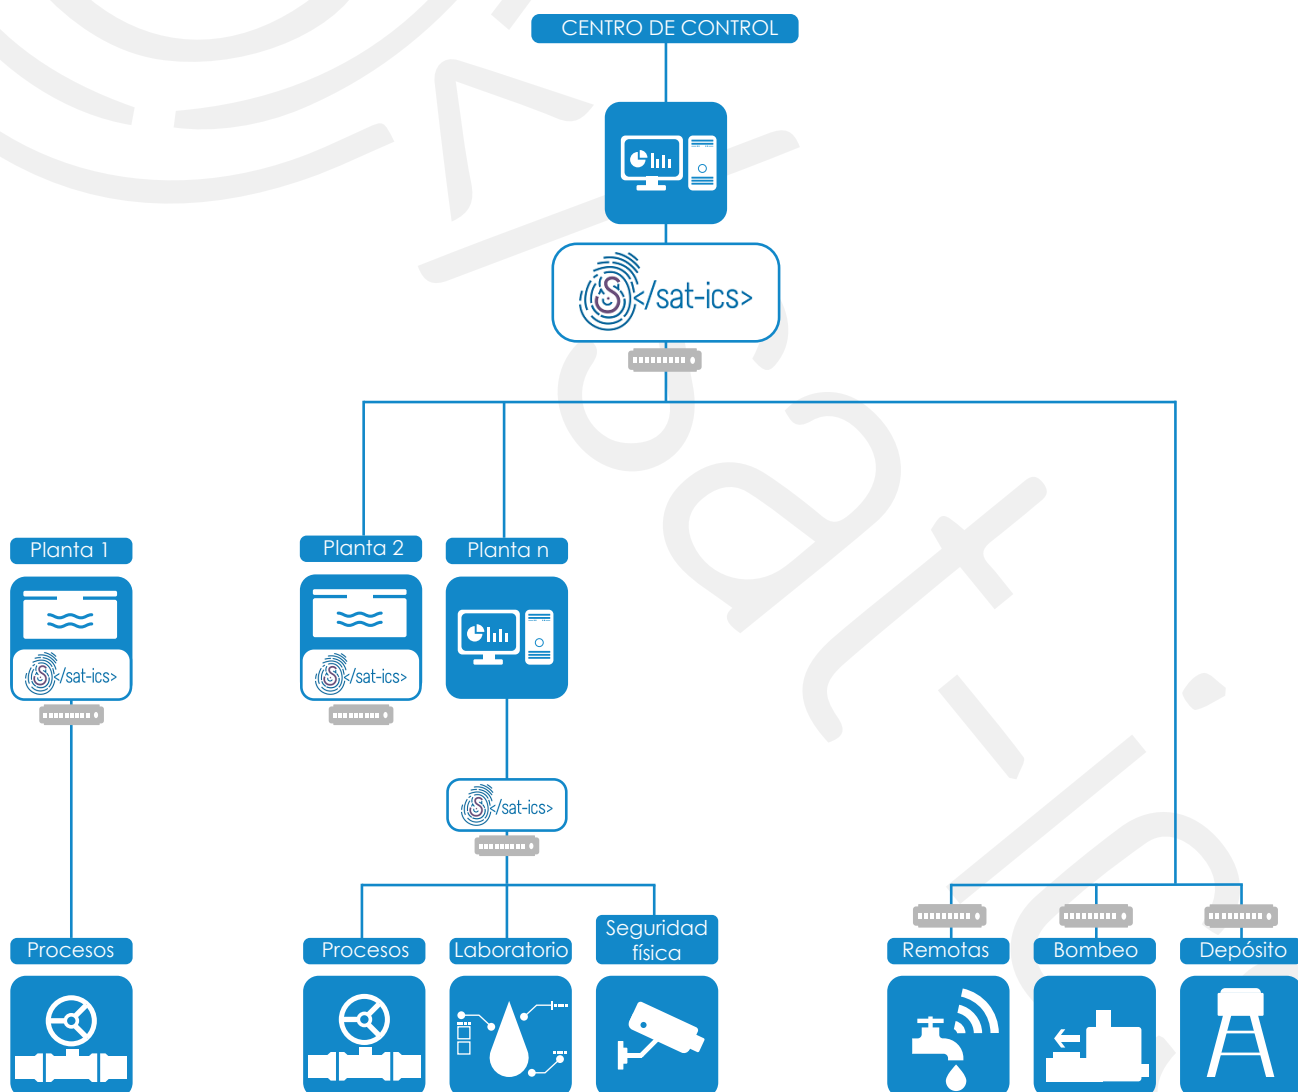 CENTRO DE CONTROL
</sat-ics>
Planta 1
Planta 2
Planta n
</sat-ics>
</sat-ics>
</sat-ics>
Procesos
Procesos
Laboratorio
Seguridad
física
Remotas
Bombeo
Depósito